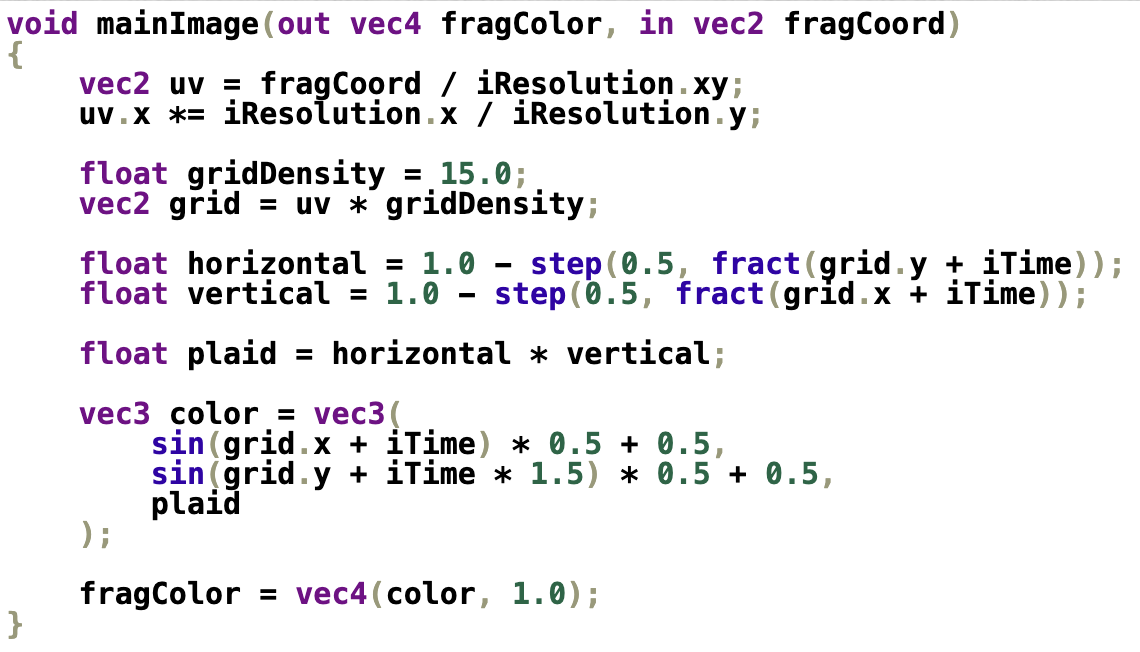 void mainImage(out vec4 fragColor, in vec2 fragCoord)
{
    vec2 uv = fragCoord / iResolution.xy;
    uv.x *= iResolution.x / iResolution.y;

    float gridDensity = 15.0;
    vec2 grid = uv * gridDensity;

    float horizontal = 1.0 - step(0.5, fract(grid.y + iTime));
    float vertical = 1.0 - step(0.5, fract(grid.x + iTime));

    float plaid = horizontal * vertical;

    vec3 color = vec3(
        sin(grid.x + iTime) * 0.5 + 0.5,
        sin(grid.y + iTime * 1.5) * 0.5 + 0.5,
        plaid
    );

    fragColor = vec4(color, 1.0);
}